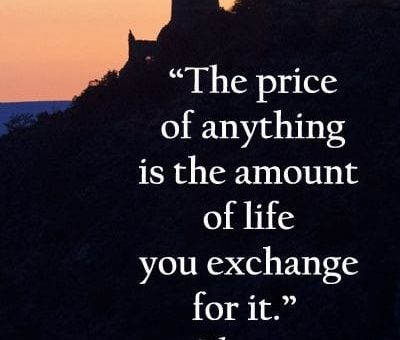 “The price
of anything
is the amount
of life
you exchange
for it.”